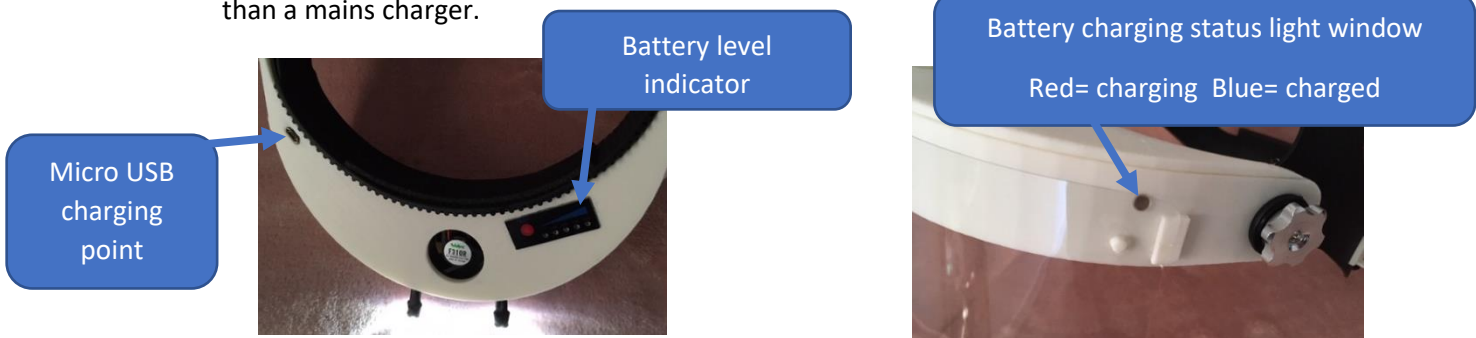 than a mains charger.
Battery level
indicator
Battery charging status light window
Red= charging  Blue= charged
Micro USB
charging
point
F310R